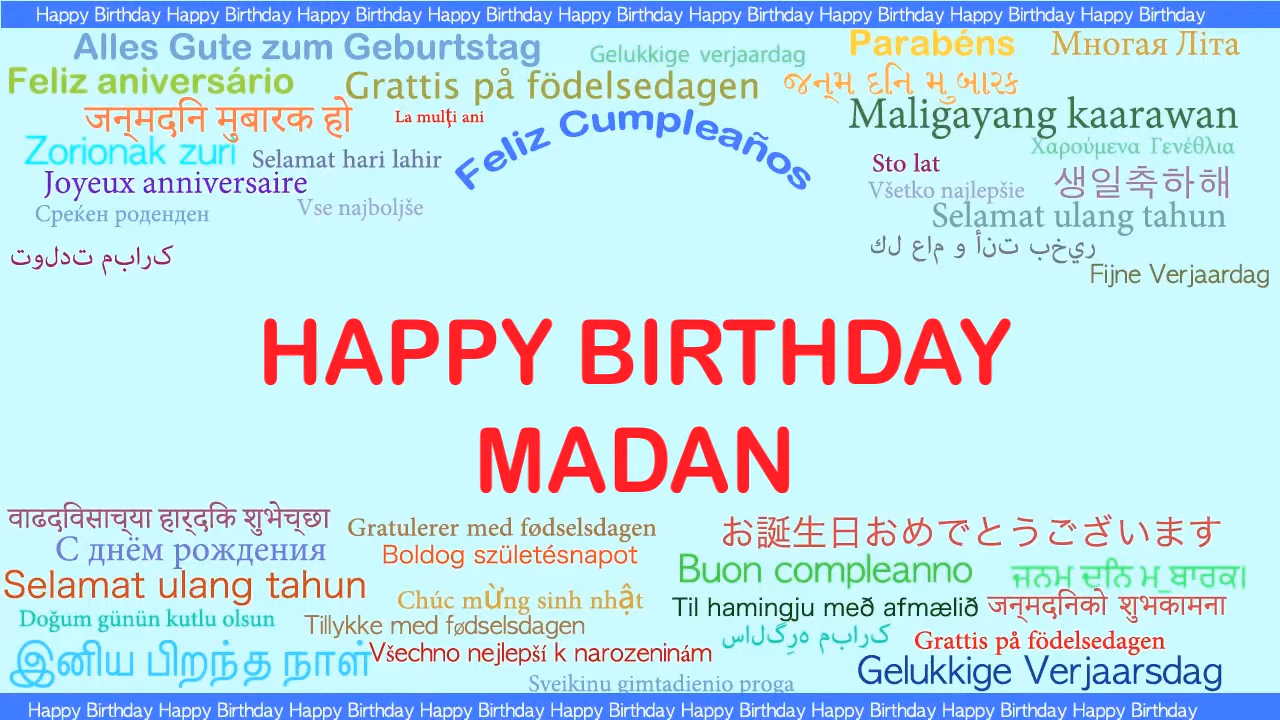 Happy Birthday Happy Birthday Happy Birthday Happy Birthday Happy Birthday Happy Birthday Happy Birthday Happy Birthday Happy Birthday
Alles Gute zum Geburtstag
Gelukkige verjaardag
Parabéns
Многая Літа
Feliz aniversário
Grattis på födelsedagen
જન્મ દનિ મુ બારક
जन्मदनि मुबारक हो
La mulţi ani
Feliz Cumpleaños
Maligayang kaarawan
Zorionak zuri
Selamat hari lahir
Sto lat
Χαρούμενα Γενέθλια
Joyeux anniversaire
Všetko najlepšie
생일축하해
Среќен роденден
Vse najboljše
Selamat ulang tahun
تولدت مبارک
كل عام و أنت بخير
Fijne Verjaardag
HAPPY BIRTHDAY
MADAN
वाढदविसाच्या हार्दकि शुभेच्छा
Gratulerer med fødselsdagen
お誕生日おめでとうございます
С днём рождения
Boldog születésnapot
Buon compleanno
ਜਨਮ ਦਨਿ ਮੁਬਾਰਕ।
Selamat ulang tahun
Chúc mừng sinh nhật
Til hamingju með afmælið
जन्मदनिको शुभकामना
Doğum günün kutlu olsun
Tillykke med fødselsdagen
سالگرہ مبارک
Grattis på födelsedagen
இனிய பிறந்த நாள்
Všechno nejlepší k narozeninám
Gelukkige Verjaarsdag
Sveikinu gimtadienio proga
Happy Birthday Happy Birthday Happy Birthday Happy Birthday Happy Birthday Happy Birthday Happy Birthday Happy Birthday Happy Birthday